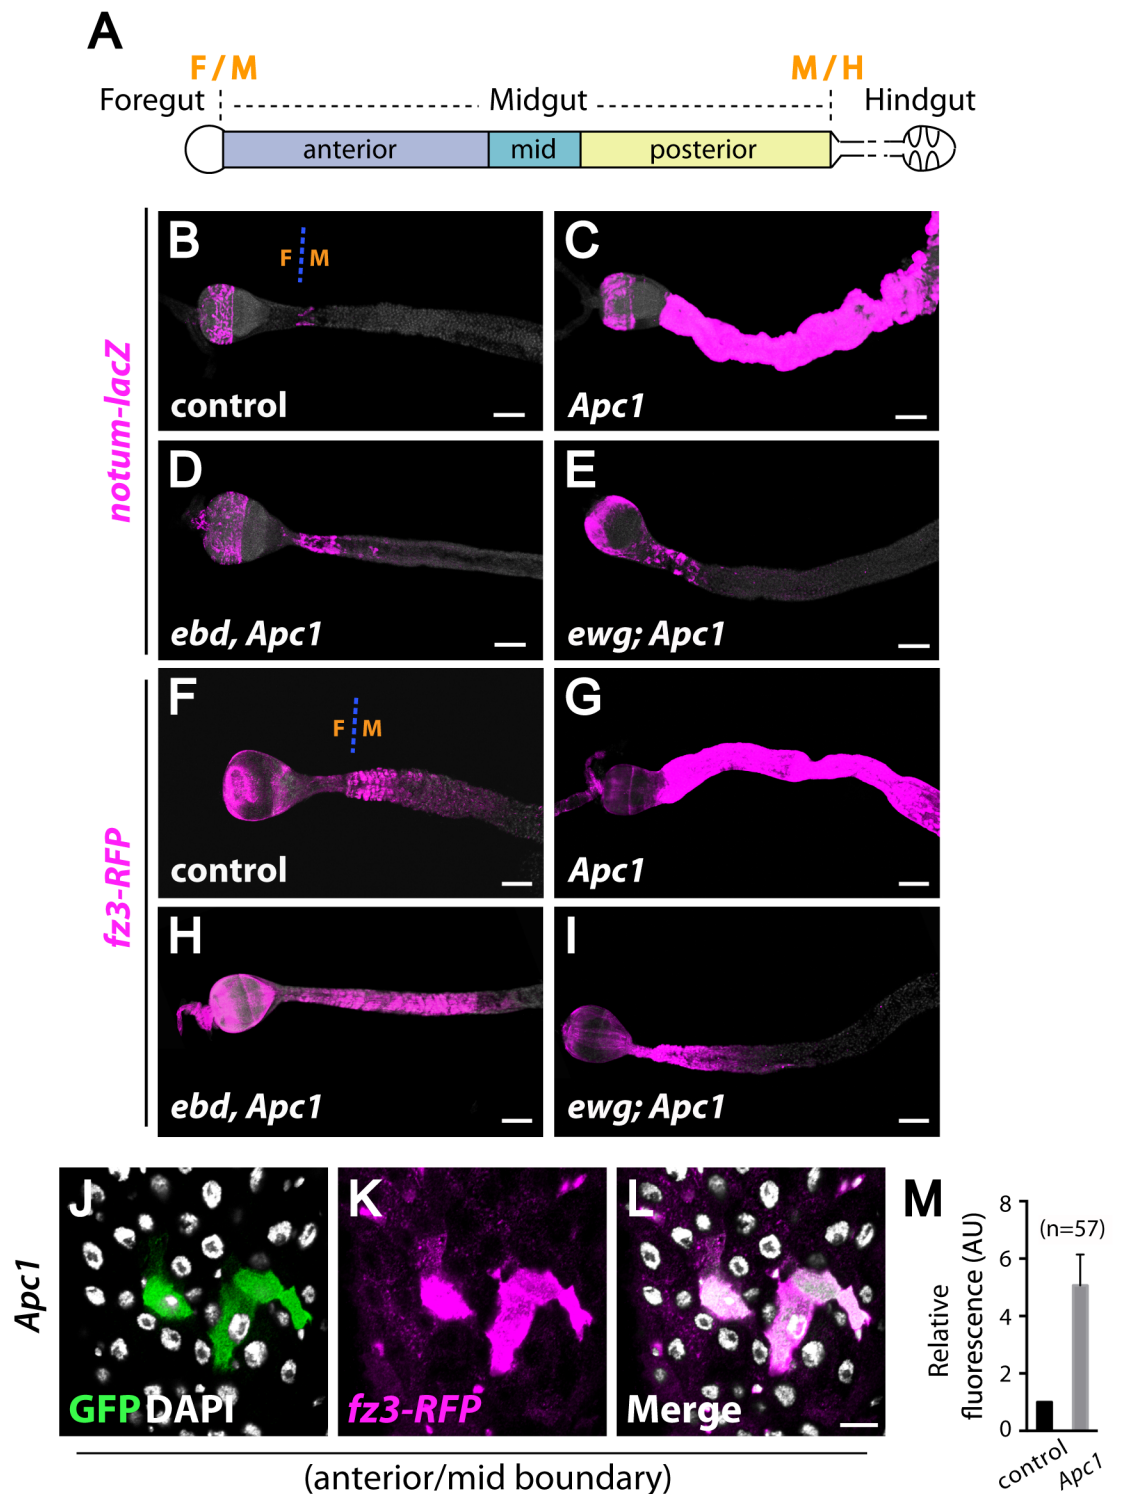 A
F / M
M / H
Foregut
Midgut
Hindgut
anterior
mid
posterior
notum-lacZ
B
F M
control
C
Apc1
D
ebd, Apc1
E
ewg; Apc1
fz3-RFP
F
F M
control
G
Apc1
H
ebd, Apc1
I
ewg; Apc1
Apc1
J
GFP DAPI
K
fz3-RFP
L
Merge
(anterior/mid boundary)
M
Relative
fluorescence (AU)
8
6
4
2
0
(n=57)
control
Apc1